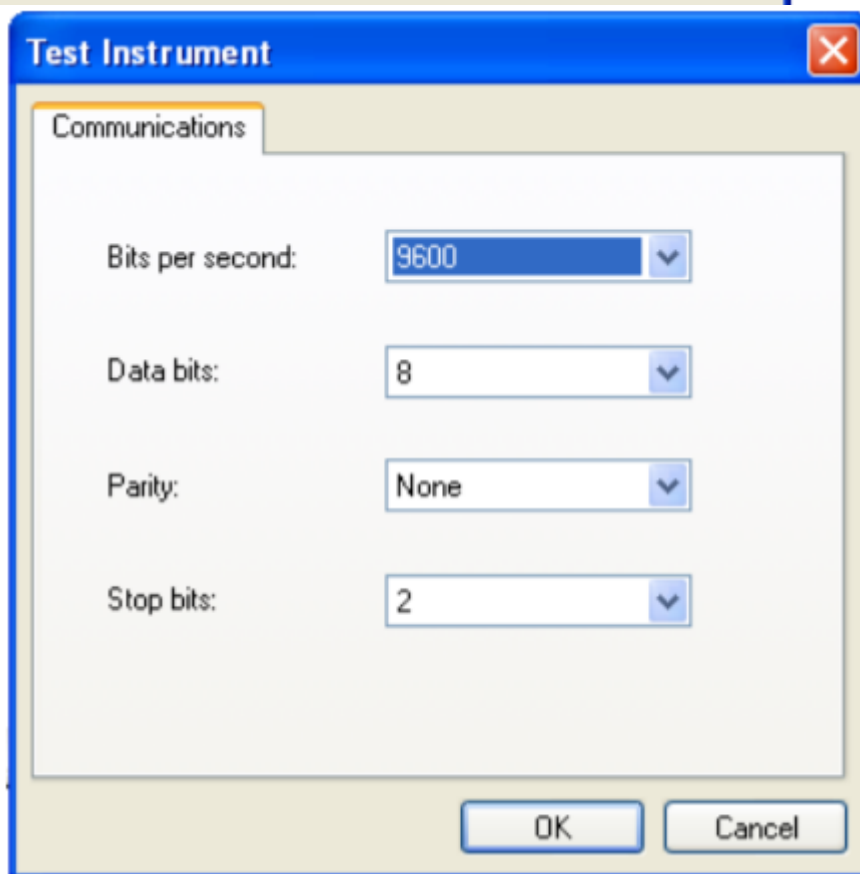 Test Instrument
Communications
Bits per second: 9600
Data bits: 8
Parity: None
Stop bits: 2
OK Cancel